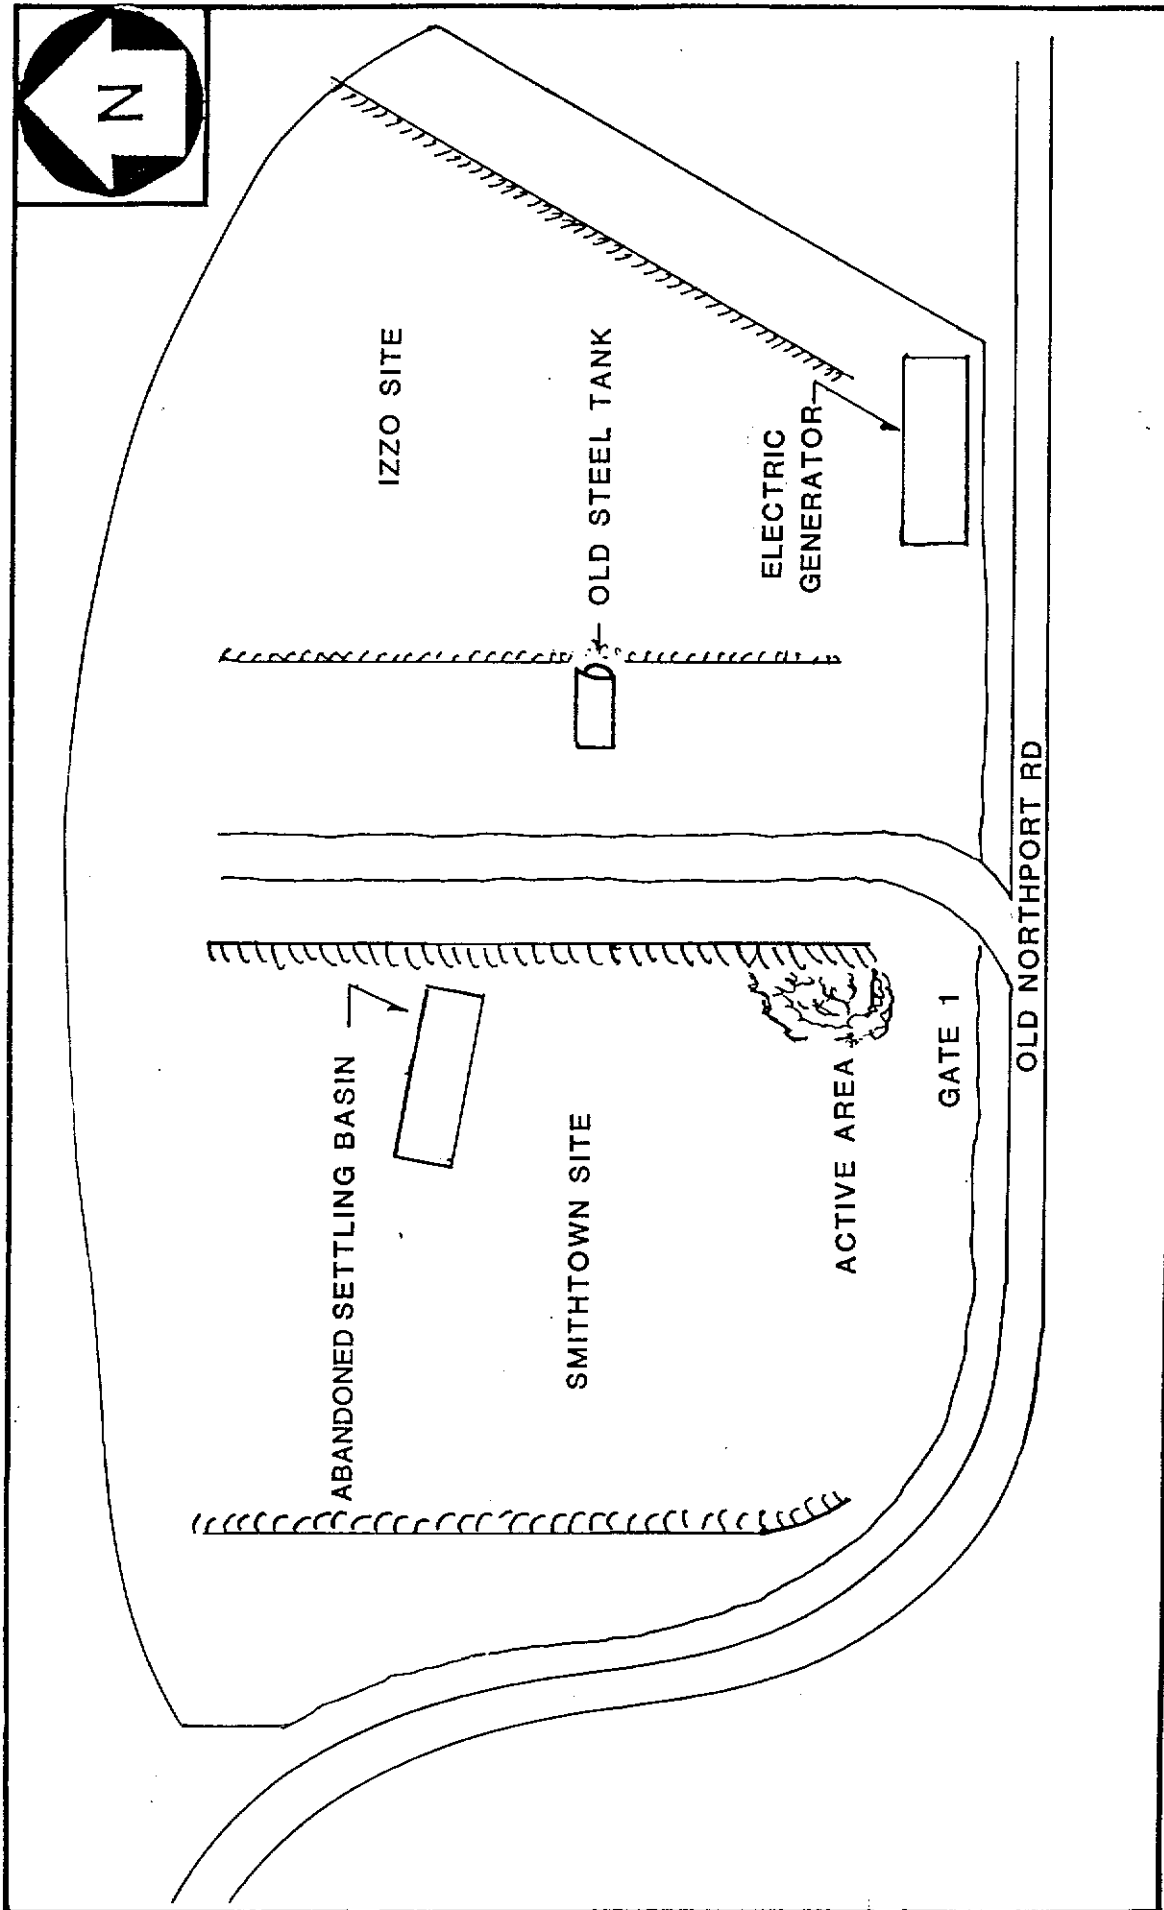 N
IZZO SITE
OLD STEEL TANK
ELECTRIC
GENERATOR
ABANDONED SETTLING BASIN
SMITHTOWN SITE
ACTIVE AREA
GATE 1
OLD NORTHPORT RD